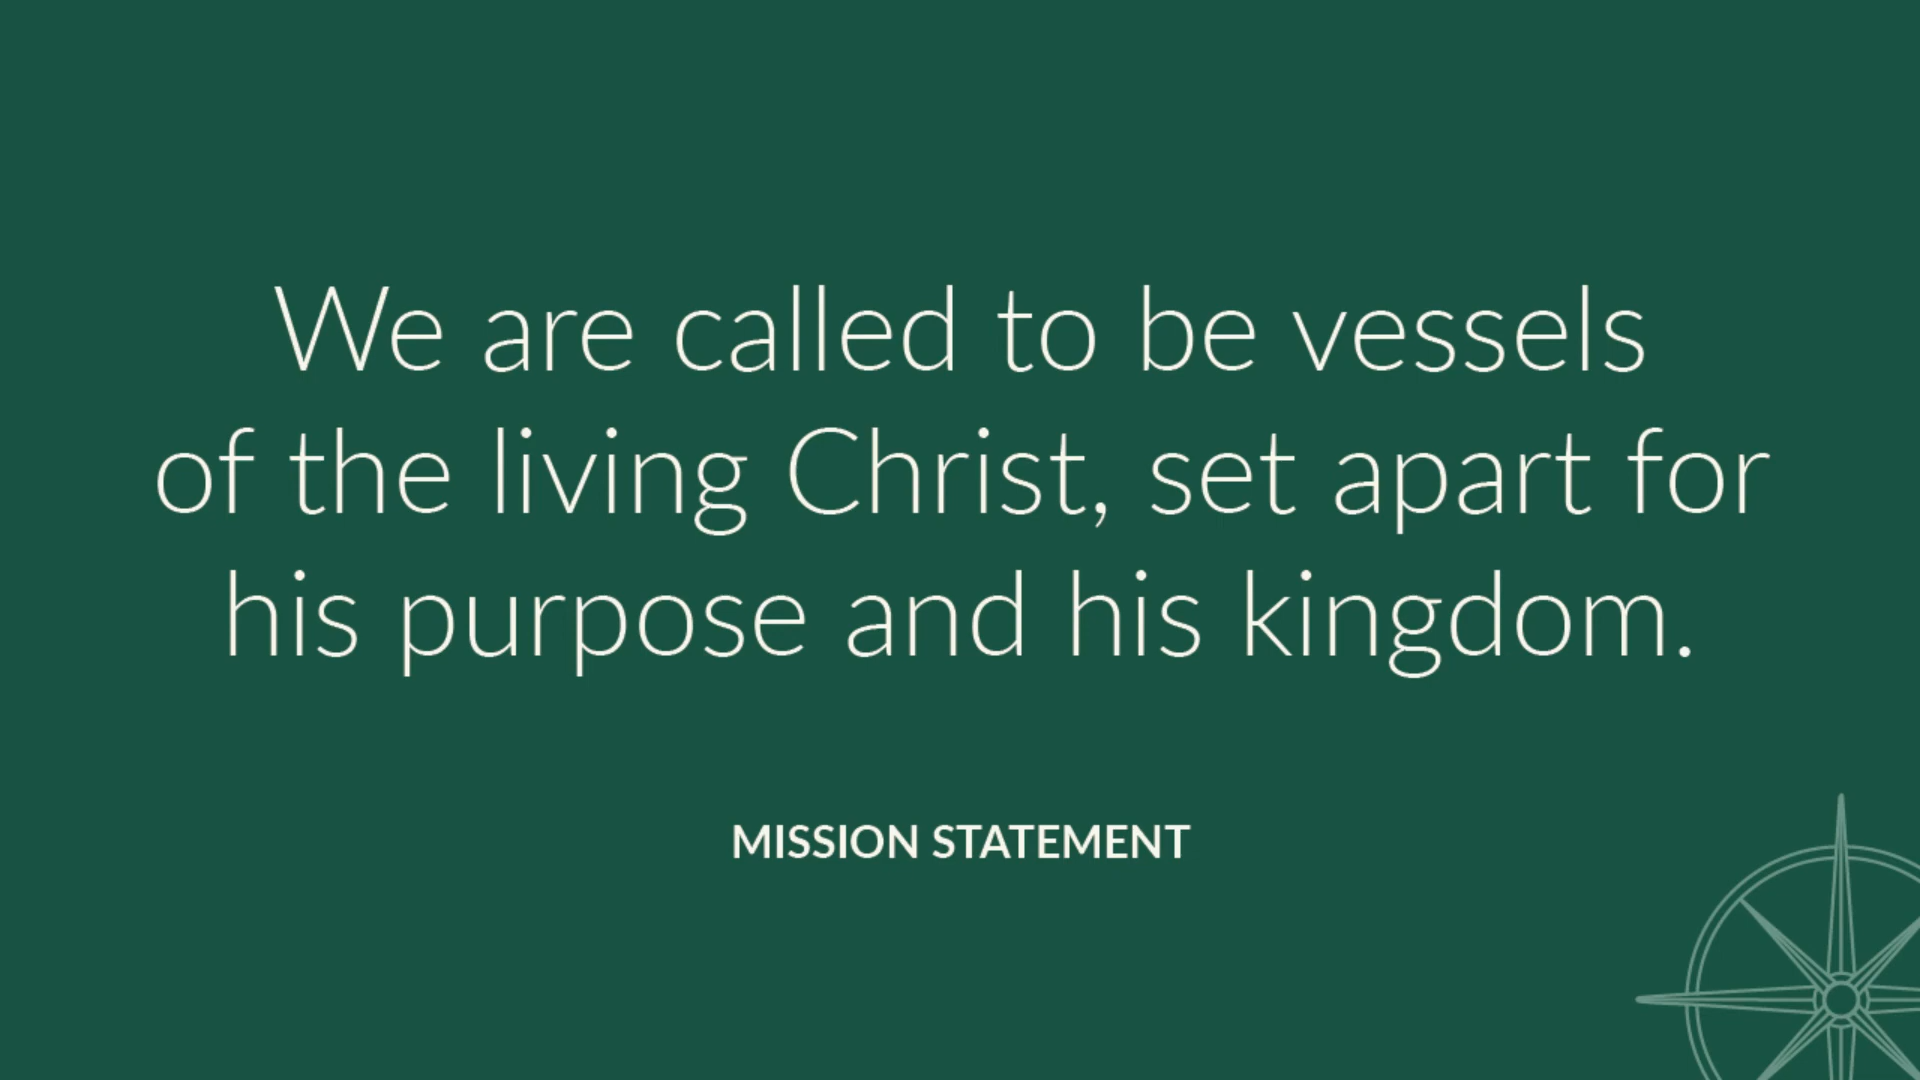 We are called to be vessels
of the living Christ, set apart for
his purpose and his kingdom.
MISSION STATEMENT